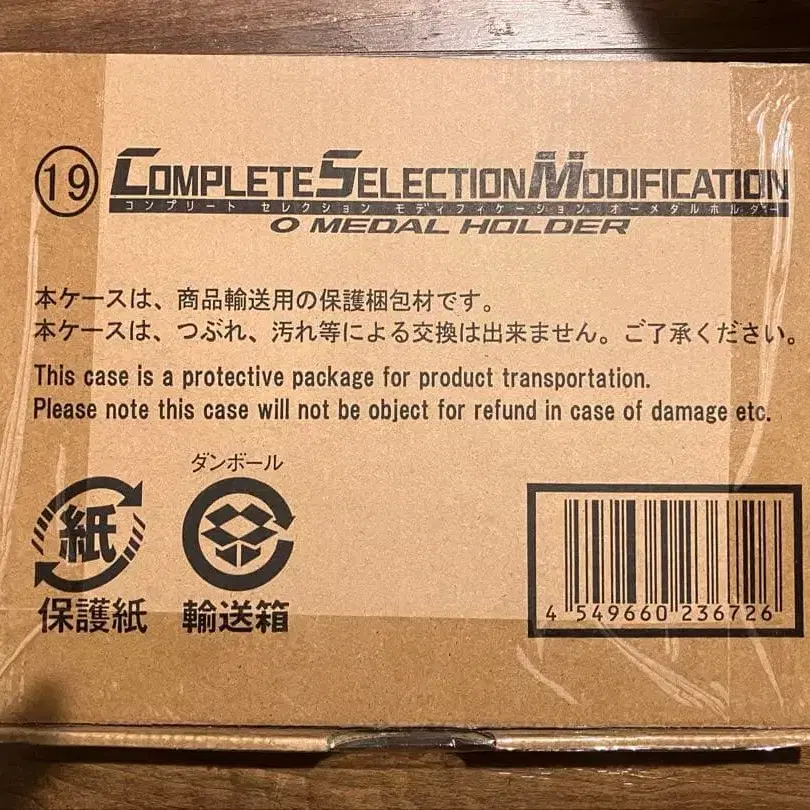 19 COMPLETE SELECTION MODIFICATION
コンプリート セレクション モディフィケーション オーメダルホルダー
O MEDAL HOLDER
本ケースは、商品輸送用の保護梱包材です。
本ケースは、つぶれ、汚れ等による交換は出来ません。ご了承ください。
This case is a protective package for product transportation.
Please note this case will not be object for refund in case of damage etc.
ダンボール
紙
保護紙 輸送箱
4 549660 236726